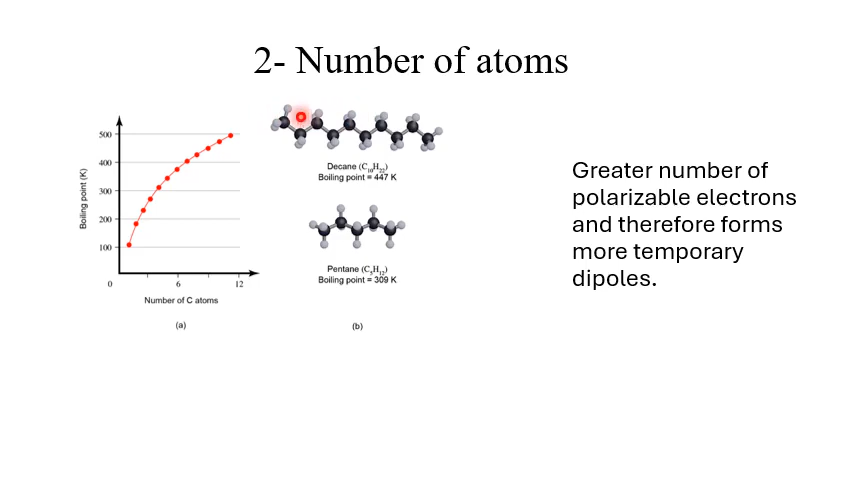 2- Number of atoms
500
400
300
200
100
0
6
12
Boiling point (K)
Number of C atoms
(a)
Decane (C₁₀H₂₂)
Boiling point = 447 K
Pentane (C₅H₁₂)
Boiling point = 309 K
(b)
Greater number of
polarizable electrons
and therefore forms
more temporary
dipoles.